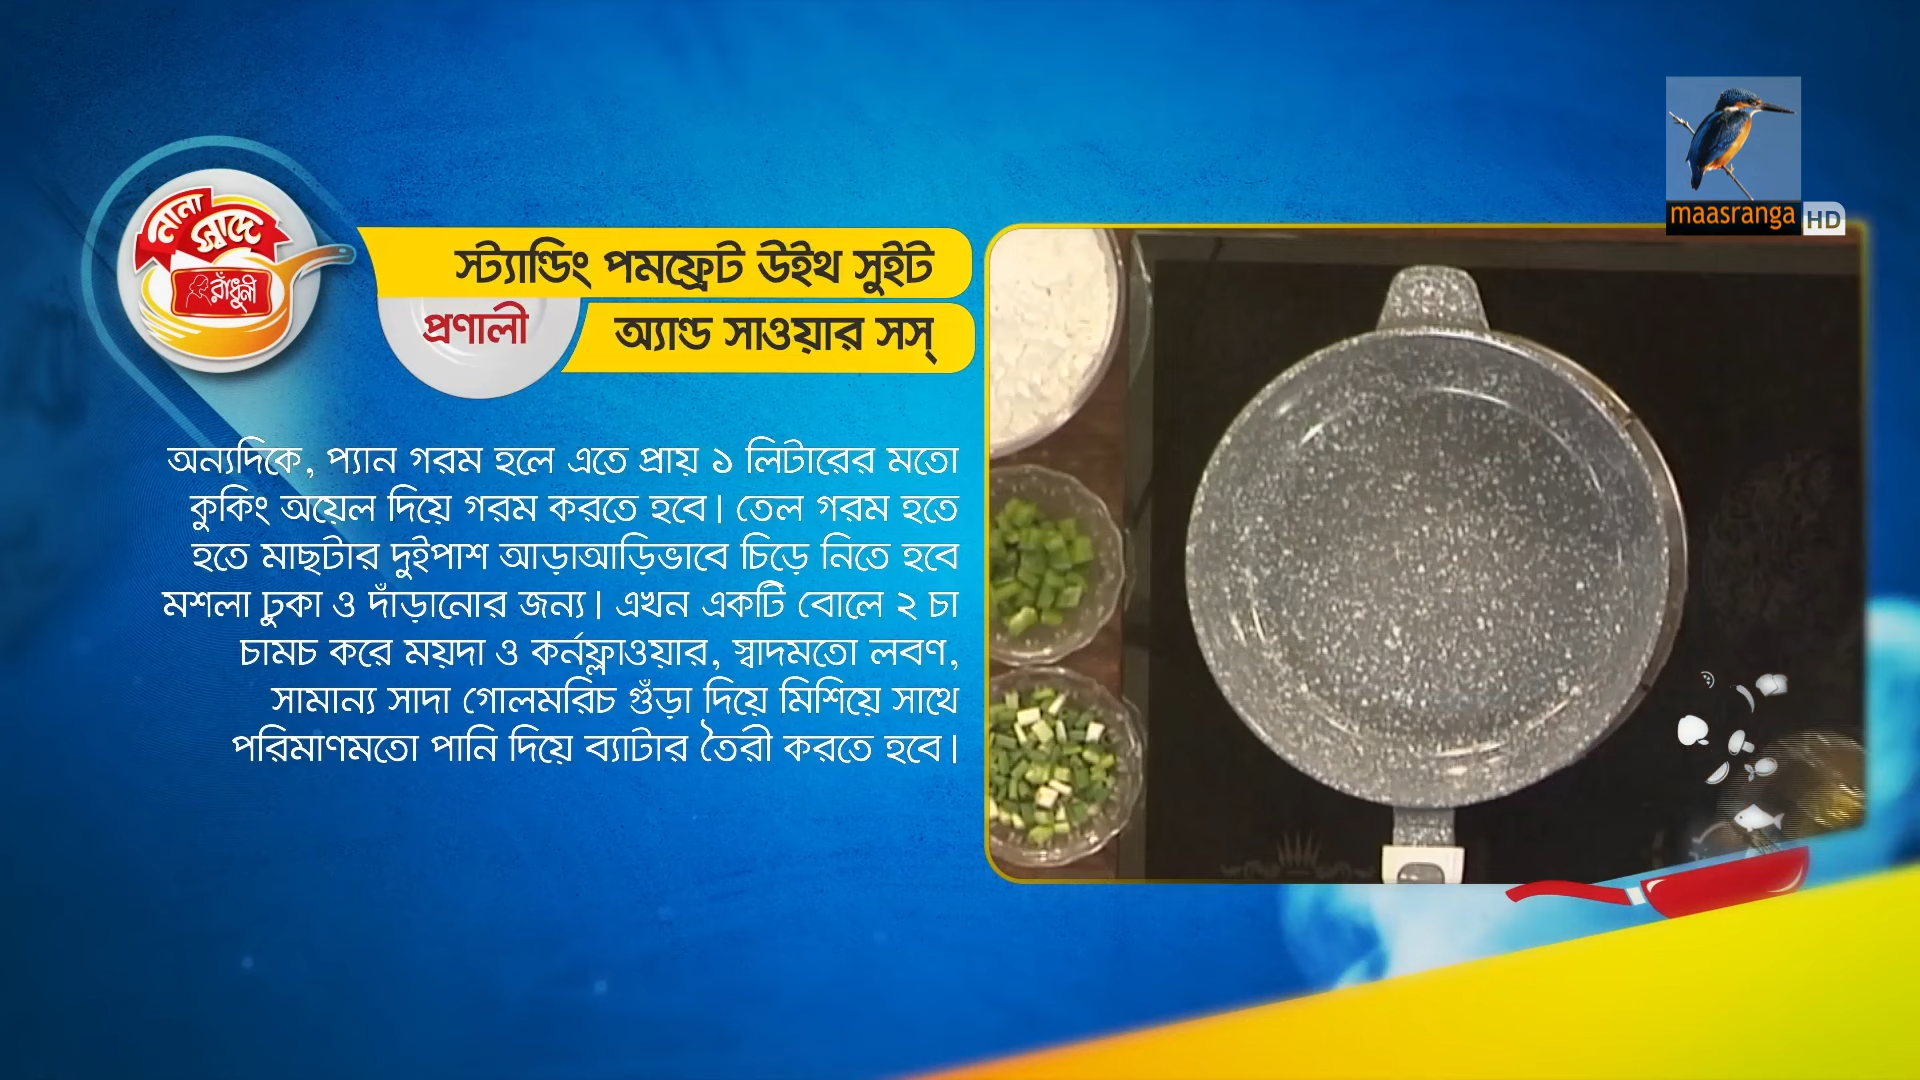 maasranga HD
নানা
স্বাদে
রাঁধুনী
স্ট্যান্ডিং পমফ্রেট উইথ সুইট
অ্যান্ড সাওয়ার সস্
প্রণালী
অন্যদিকে, প্যান গরম হলে এতে প্রায় ১ লিটারের মতো
কুকিং অয়েল দিয়ে গরম করতে হবে। তেল গরম হতে
হতে মাছটার দুইপাশ আড়াআড়িভাবে চিড়ে নিতে হবে
মশলা ঢুকা ও দাঁড়ানোর জন্য। এখন একটি বোলে ২ চা
চামচ করে ময়দা ও কর্নফ্লাওয়ার, স্বাদমতো লবণ,
সামান্য সাদা গোলমরিচ গুঁড়া দিয়ে মিশিয়ে সাথে
পরিমাণমতো পানি দিয়ে ব্যাটার তৈরী করতে হবে।